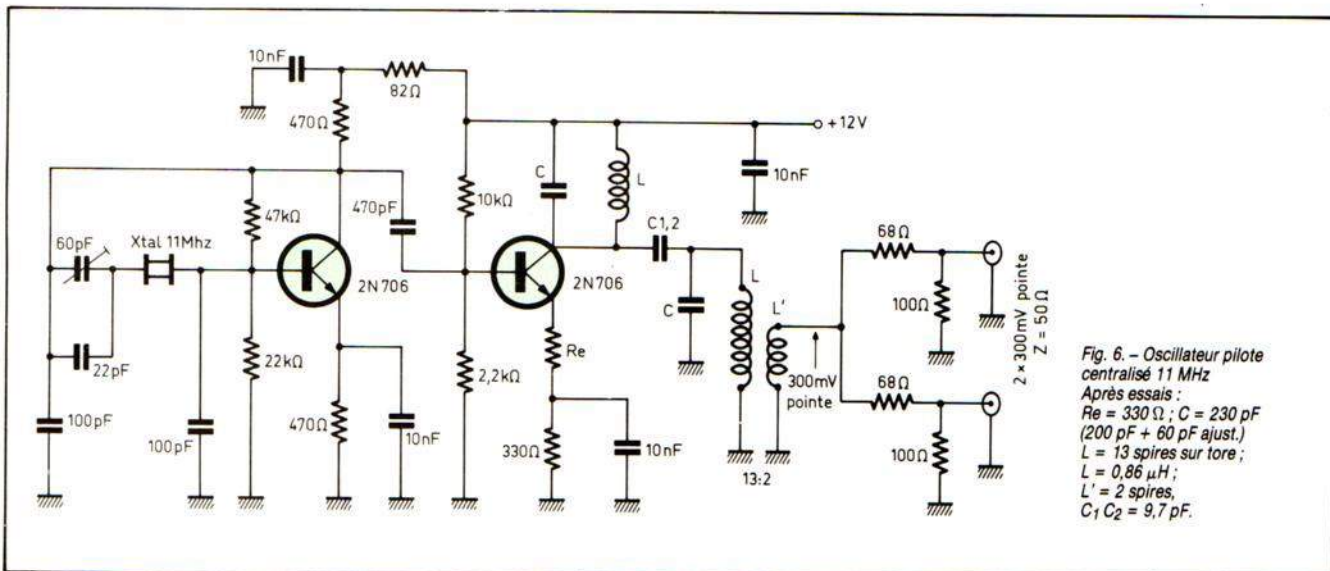 10nF
82Ω
470Ω
+12V
C
L
10nF
47kΩ
470pF
10kΩ
60pF
Xtal 11Mhz
C1,2
68Ω
2N706
2N706
C
L
L'
100Ω
22pF
22kΩ
2,2kΩ
Re
300mV
pointe
68Ω
2 x 300mV pointe
Z = 50Ω
100pF
100pF
470Ω
10nF
330Ω
10nF
13:2
100Ω
Fig. 6. – Oscillateur pilote
centralisé 11 MHz
Après essais :
Re = 330 Ω ; C = 230 pF
(200 pF + 60 pF ajust.)
L = 13 spires sur tore ;
L = 0,86 µH ;
L' = 2 spires,
C1 C2 = 9,7 pF.